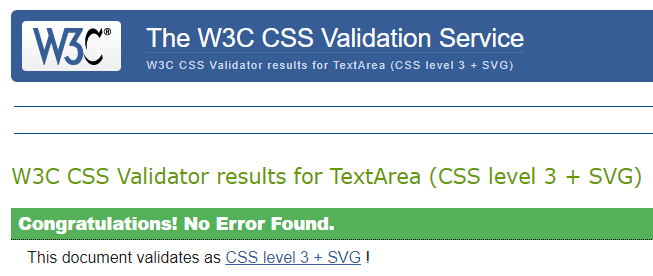 W3C®
The W3C CSS Validation Service
W3C CSS Validator results for TextArea (CSS level 3 + SVG)
W3C CSS Validator results for TextArea (CSS level 3 + SVG)
Congratulations! No Error Found.
This document validates as CSS level 3 + SVG !